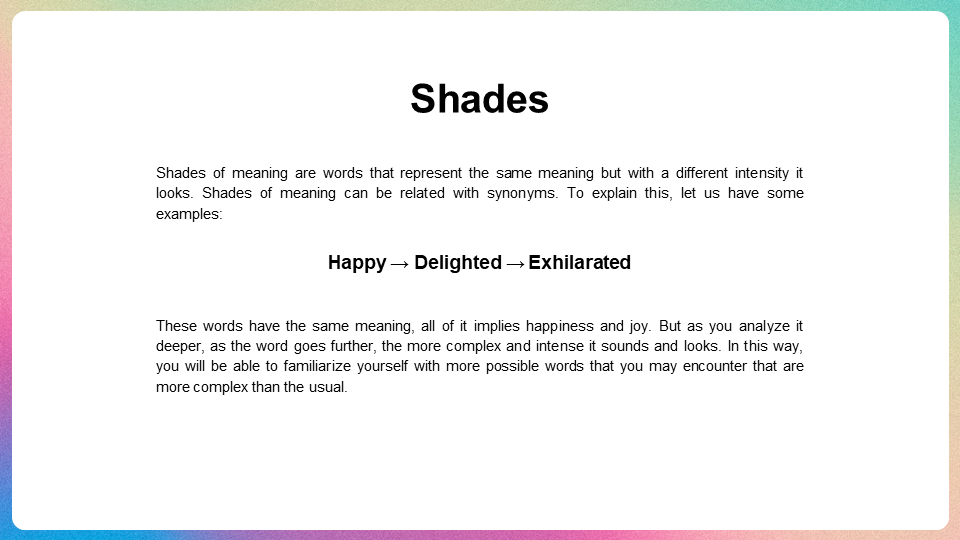 Shades
Shades of meaning are words that represent the same meaning but with a different intensity it
looks. Shades of meaning can be related with synonyms. To explain this, let us have some
examples:
Happy → Delighted → Exhilarated
These words have the same meaning, all of it implies happiness and joy. But as you analyze it
deeper, as the word goes further, the more complex and intense it sounds and looks. In this way,
you will be able to familiarize yourself with more possible words that you may encounter that are
more complex than the usual.